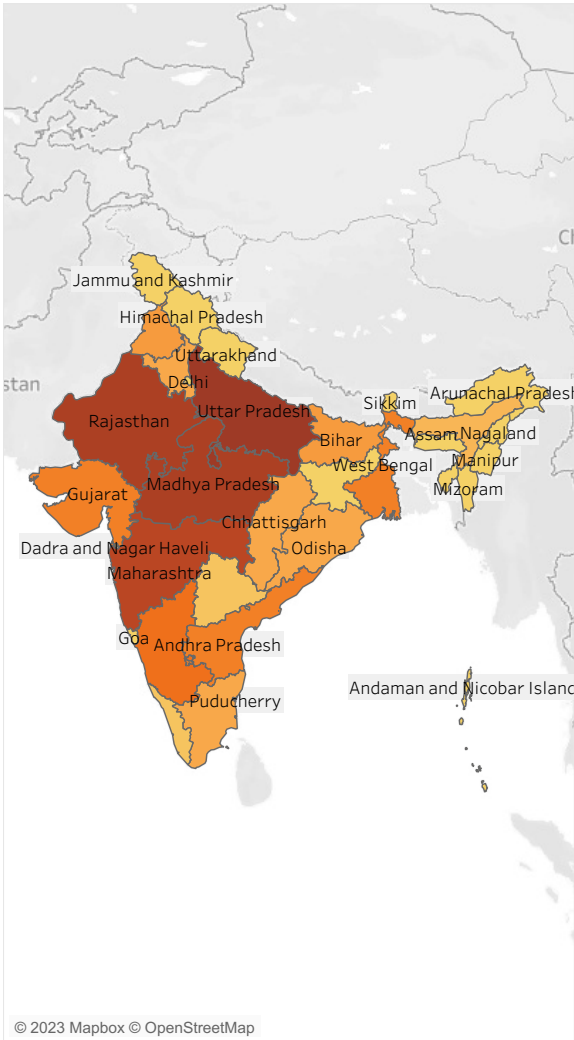 Ch
Jammu and Kashmir
Himachal Pradesh
Uttarakhand
stan
Delhi
Arunachal Pradesh
Sikkim
Uttar Pradesh
Rajasthan
Assam
Nagaland
Bihar
Manipur
West Bengal
Madhya Pradesh
Mizoram
Gujarat
Chhattisgarh
Dadra and Nagar Haveli
Odisha
Maharashtra
Goa
Andhra Pradesh
Andaman and Nicobar Island
Puducherry
© 2023 Mapbox © OpenStreetMap